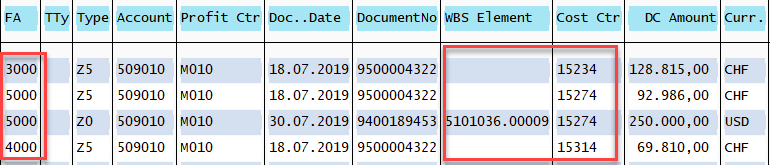 FA TTy Type Account Profit Ctr Doc..Date DocumentNo WBS Element Cost Ctr DC Amount Curr.
3000 Z5 509010 M010 18.07.2019 9500004322 15234 128.815,00 CHF
5000 Z5 509010 M010 18.07.2019 9500004322 15274 92.986,00 CHF
5000 Z0 509010 M010 30.07.2019 9400189453 5101036.00009 15274 250.000,00 USD
4000 Z5 509010 M010 18.07.2019 9500004322 15314 69.810,00 CHF